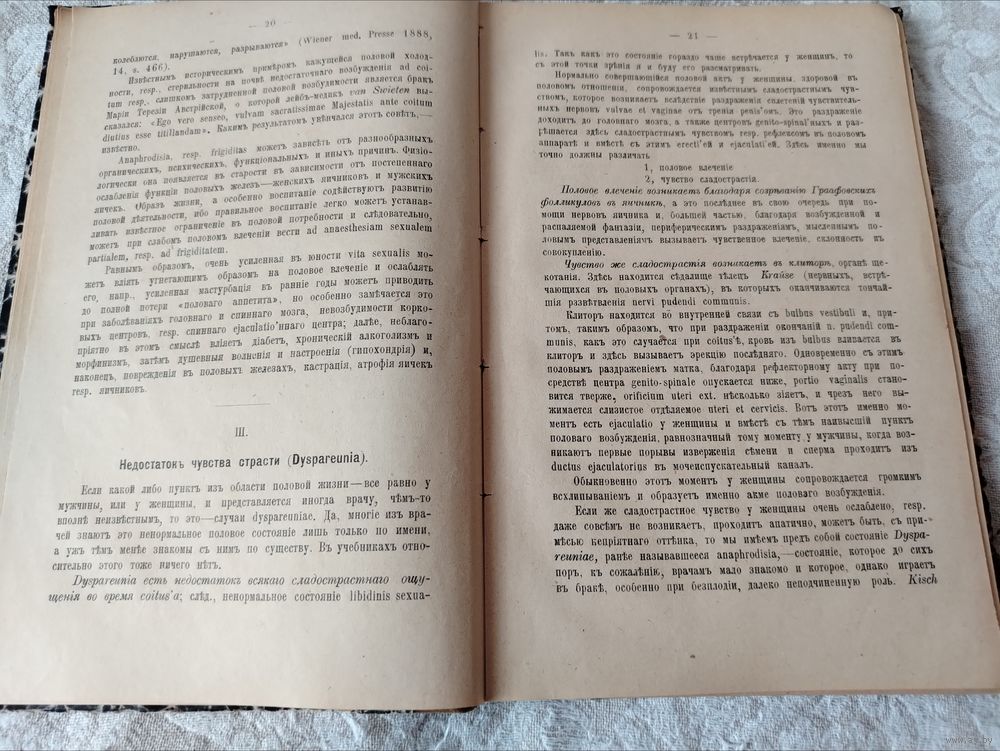 — 20 —
колеблются, нарушаются, разрываются» (Wiener med. Presse 1888,
14, s. 466).
Извѣстнымъ историческимъ примѣромъ кажущейся половой холод-
ности, resp., стерильности на почвѣ недостаточнаго возбужденія ad coi-
tum resp., слишкомъ затрудненной половой возбудимости является бракъ
Маріи Терезіи Австрійской, о которой лейбъ-медикъ van Swieten вы-
сказался: «Ego vero senseo, vulvam sacratissimae Majestatis ante coitum
diutius esse titillandam». Какимъ результатомъ увѣнчался этотъ совѣтъ,—
извѣстно.
Anaphrodisia, resp. frigiditas можетъ зависѣть отъ разнообразныхъ
органическихъ, психическихъ, функціональныхъ и иныхъ причинъ. Физіо-
логически она появляется въ старости въ зависимости отъ постепеннаго
ослабленія функціи половыхъ железъ—женскихъ яичниковъ и мужскихъ
яичекъ. Образъ жизни, а особенно воспитаніе содѣйствуютъ развитію
половой дѣятельности, ибо правильное воспитаніе легко можетъ устанав-
ливать извѣстное ограниченіе въ половой потребности и слѣдовательно,
можетъ при слабомъ половомъ влеченіи вести ad anaesthesiam sexualem
partialem, resp. ad frigiditatem.
Равнымъ образомъ, очень усиленная въ юности vita sexualis мо-
жетъ вліять угнетающимъ образомъ на половое влеченіе и ослаблять
его, напр., усиленная мастурбація въ ранніе годы можетъ приводить
до полной потери «половаго аппетита», но особенно замѣчается это
при заболѣваніяхъ головнаго и спиннаго мозга, невозбудимости корко-
выхъ центровъ, resp. спиннаго ejaculatio'ннаго центра; далѣе, неблаго-
пріятно въ этомъ смыслѣ вліяетъ діабетъ, хроническій алкоголизмъ и
морфинизмъ, затѣмъ душевныя волненія и настроенія (гипохондрія) и,
наконецъ, поврежденія въ половыхъ железахъ, кастрація, атрофія яичекъ
resp. яичниковъ.
III.
Недостатокъ чувства страсти (Dyspareunia).
Если какой либо пунктъ изъ области половой жизни—все равно у
мужчины, или у женщины, и представляется иногда врачу, чѣмъ-то
вполнѣ неизвѣстнымъ, то это—случаи dyspareuniae. Да, многіе изъ вра-
чей знаютъ это ненормальное половое состояніе лишь только по имени,
а ужъ тѣмъ менѣе знакомы съ нимъ по существу. Въ учебникахъ отно-
сительно этого тоже ничего нѣтъ.
Dyspareunia есть недостатокъ всякаго сладострастнаго ощу-
щенія во время coitus'a; слѣд., ненормальное состояніе libidinis sexua-
— 21 —
lis. Такъ какъ это состояніе гораздо чаще встрѣчается у женщинъ, то
съ этой точки зрѣнія я и буду его разсматривать.
Нормально совершающійся половой актъ у женщины, здоровой въ
половомъ отношеніи, сопровождается извѣстнымъ сладострастнымъ чув-
ствомъ, которое возникаетъ вслѣдствіе раздраженія сплетеній чувствитель-
ныхъ нервовъ vulvae et vaginae отъ тренія penis'омъ. Это раздраженіе
доходитъ до головнаго мозга, а также центровъ genito-spinal'ныхъ и раз-
рѣшается здѣсь сладострастнымъ чувствомъ resp. рефлексомъ въ половомъ
аппаратѣ и вмѣстѣ съ этимъ erecti'ей и ejaculati'ей. Здѣсь именно мы
точно должны различать
1, половое влеченіе
2, чувство сладострастія.
Половое влеченіе возникаетъ благодаря созрѣванію Графовскихъ
фолликуловъ въ яичникѣ, а это послѣднее въ свою очередь при по-
мощи нервовъ яичника и, большей частью, благодаря возбужденной и
распаляемой фантазіи, периферическимъ раздраженіямъ, мысленнымъ по-
ловымъ представленіямъ вызываетъ чувственное влеченіе, склонность къ
совокупленію.
Чувство же сладострастія возникаетъ въ клиторѣ, органѣ ще-
котанія. Здѣсь находится сѣдалище тѣлецъ Krauze (нервныхъ, встрѣ-
чающихся въ половыхъ органахъ), въ которыхъ оканчиваются тончай-
шія развѣтвленія nervi pudendi communis.
Клиторъ находится во внутренней связи съ bulbus vestibuli и, при-
томъ, такимъ образомъ, что при раздраженіи окончаній n. pudendi com-
munis, какъ это случается при coitus'ѣ, кровь изъ bulbus вливается въ
клиторъ и здѣсь вызываетъ эрекцію послѣдняго. Одновременно съ этимъ
половымъ раздраженіемъ матка, благодаря рефлекторному акту при по-
средствѣ центра genito-spinale опускается ниже, portio vaginalis стано-
вится тверже, orificium uteri ext. нѣсколько зіяетъ, и чрезъ него вы-
жимается слизистое отдѣляемое uteri et cervicis. Вотъ этотъ именно мо-
ментъ есть ejaculatio у женщины и вмѣстѣ съ тѣмъ наивысшій пунктъ
половаго возбужденія, равнозначный тому моменту у мужчины, когда воз-
никаютъ первые порывы изверженія сѣмени и сперма проходитъ изъ
ductus ejaculatorius въ мочеиспускательный каналъ.
Обыкновенно этотъ моментъ у женщины сопровождается громкимъ
всхлипываніемъ и образуетъ именно акме половаго возбужденія.
Если же сладострастное чувство у женщины очень ослаблено, resp.
даже совсѣмъ не возникаетъ, проходитъ апатично, можетъ быть, съ при-
мѣсью непріятнаго оттѣнка, то мы имѣемъ предъ собой состояніе Dyspa-
reuniae, ранѣе называвшееся anaphrodisia,—состояніе, которое до сихъ
поръ, къ сожалѣнію, врачамъ мало знакомо и которое, однако играетъ
въ бракѣ, особенно при безплодіи, далеко неподчиненную роль. Kisch
www.av.by